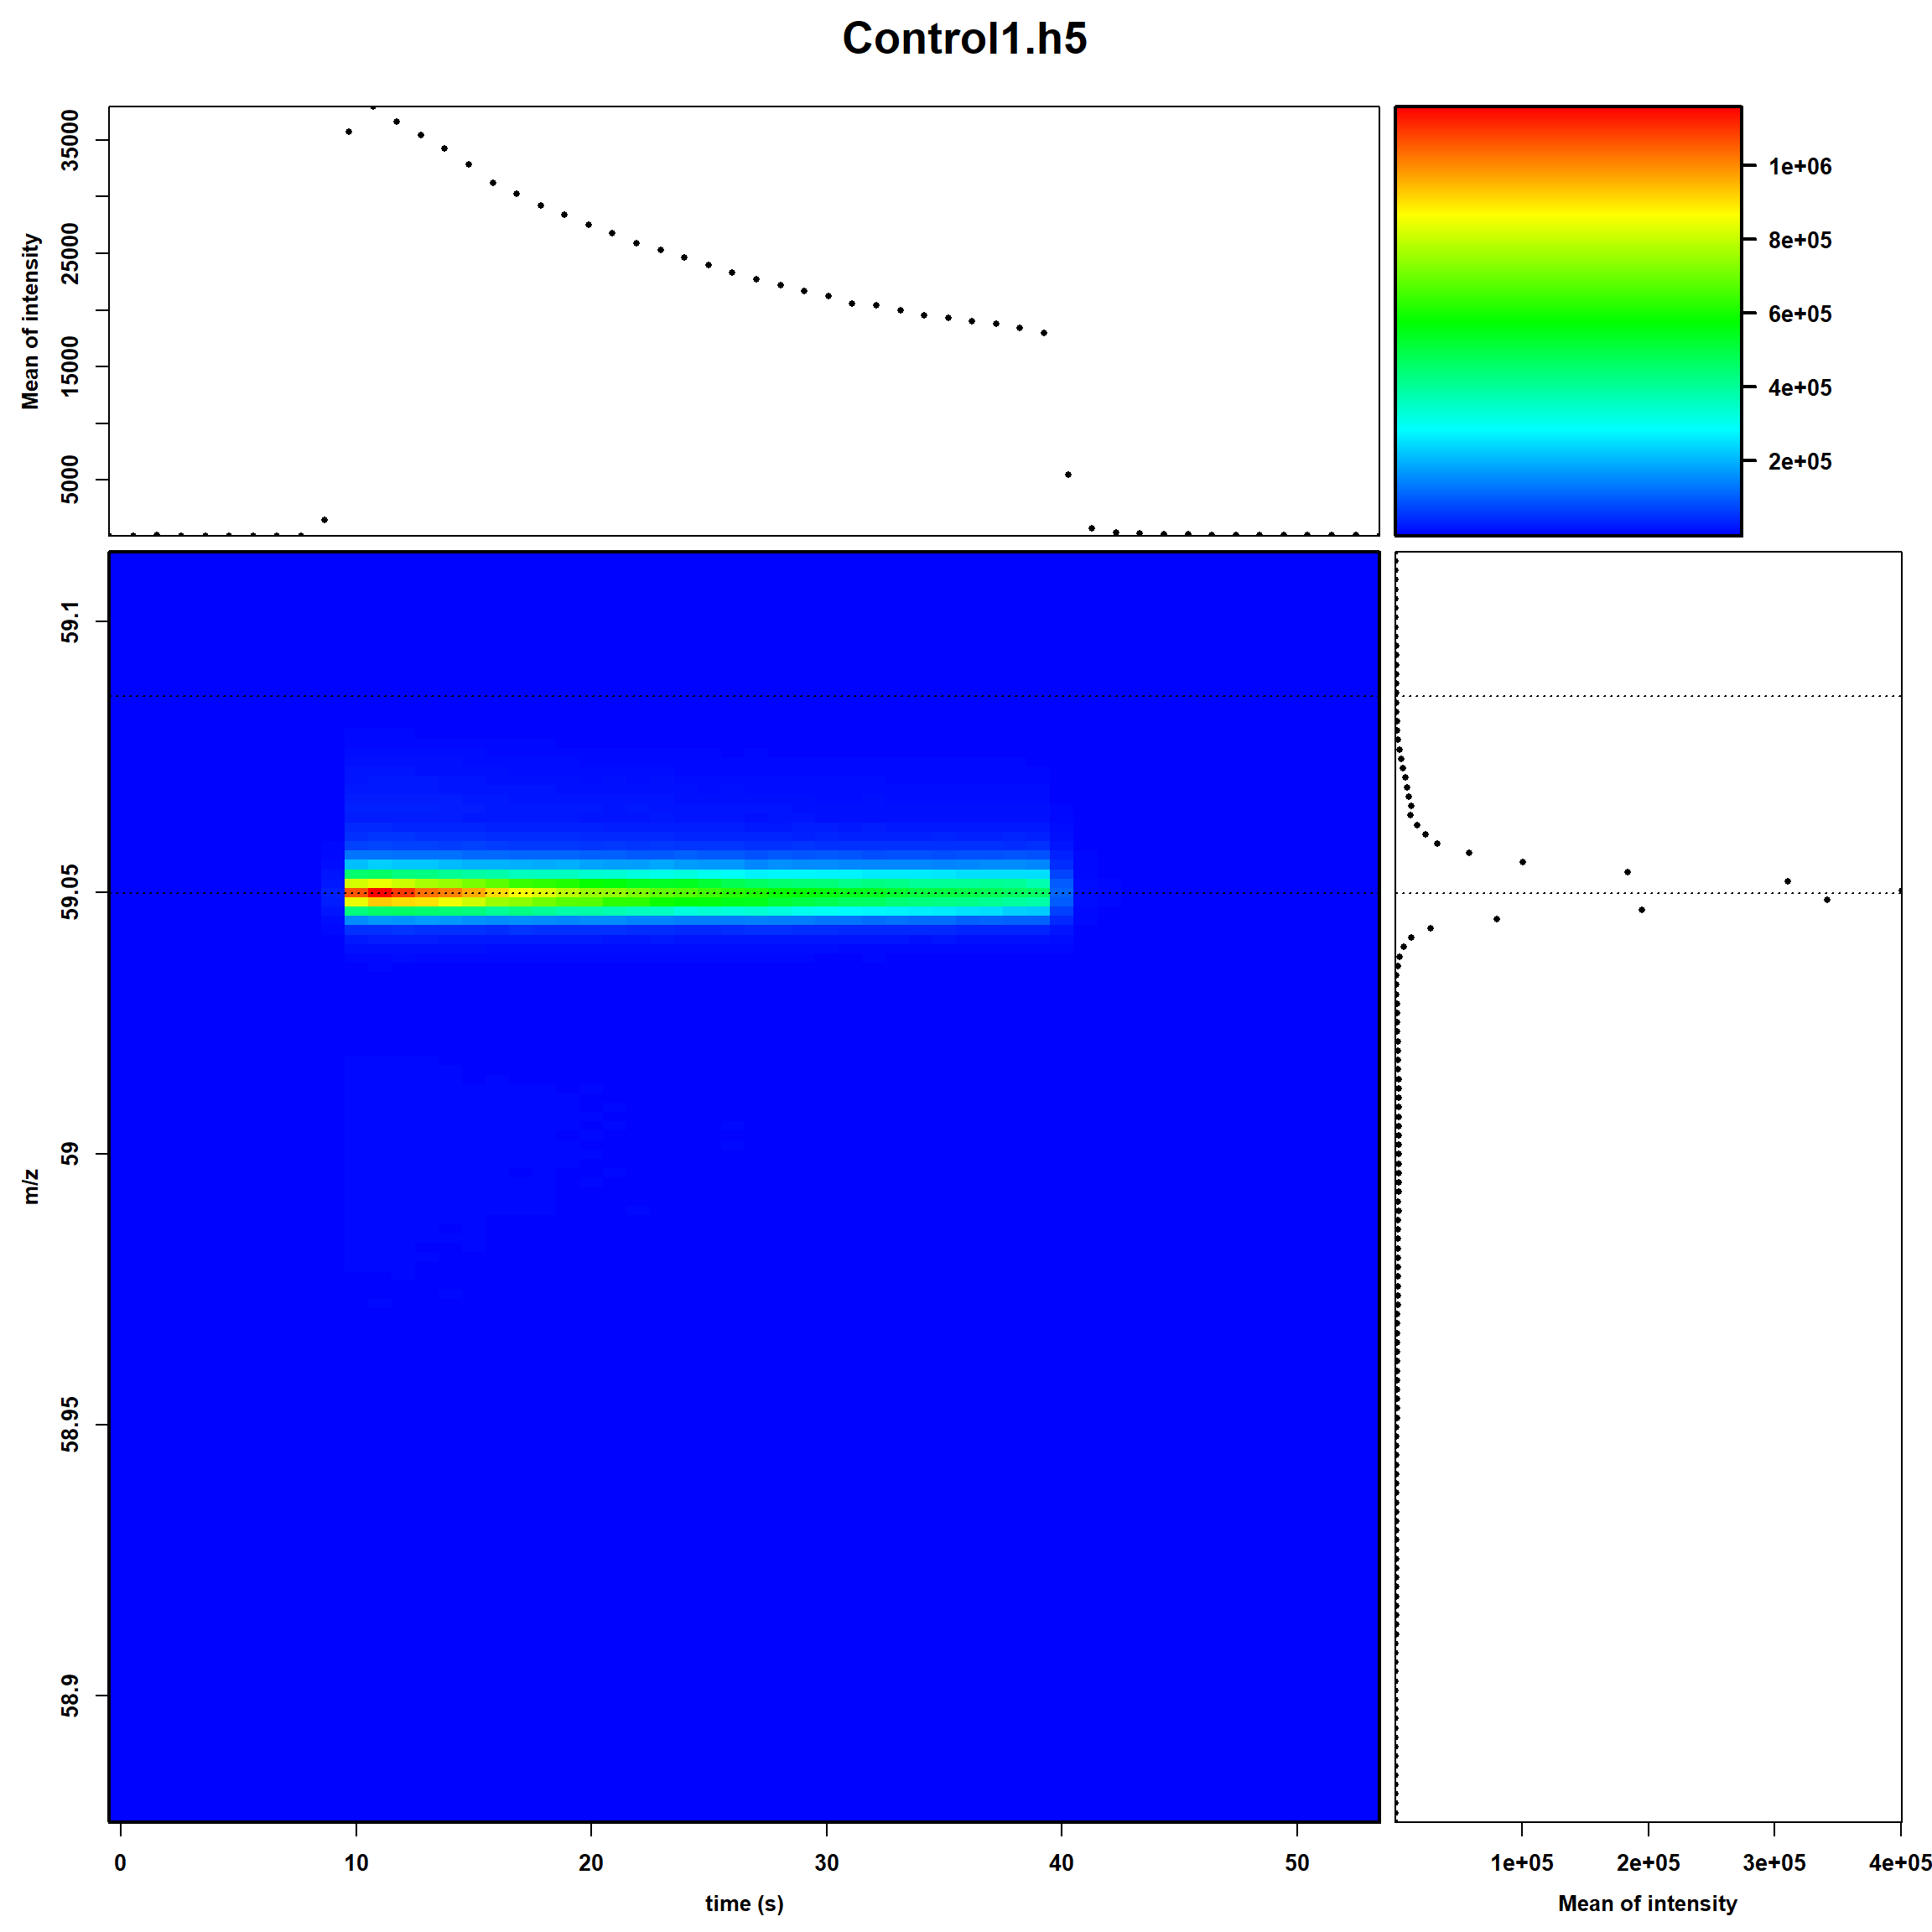 Control1.h5
Mean of intensity
35000
25000
15000
5000
1e+06
8e+05
6e+05
4e+05
2e+05
m/z
59.1
59.05
59
58.95
58.9
0 10 20 30 40 50
time (s)
1e+05 2e+05 3e+05 4e+05
Mean of intensity